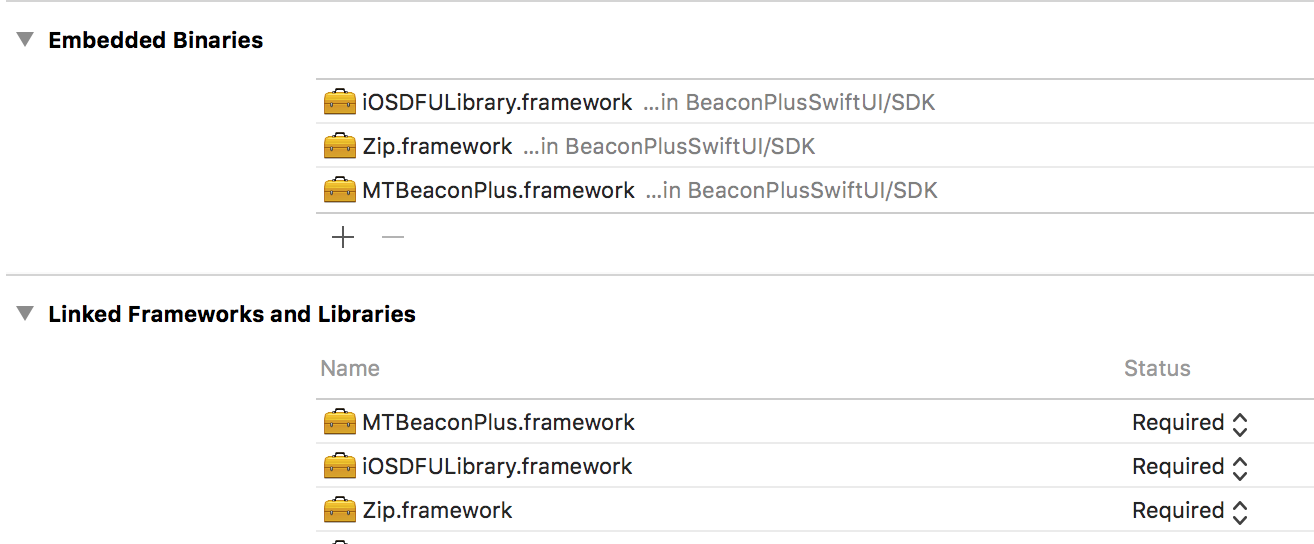 Embedded Binaries
iOSDFULibrary.framework ...in BeaconPlusSwiftUI/SDK
Zip.framework ...in BeaconPlusSwiftUI/SDK
MTBeaconPlus.framework ...in BeaconPlusSwiftUI/SDK
Linked Frameworks and Libraries
Name Status
MTBeaconPlus.framework Required
iOSDFULibrary.framework Required
Zip.framework Required